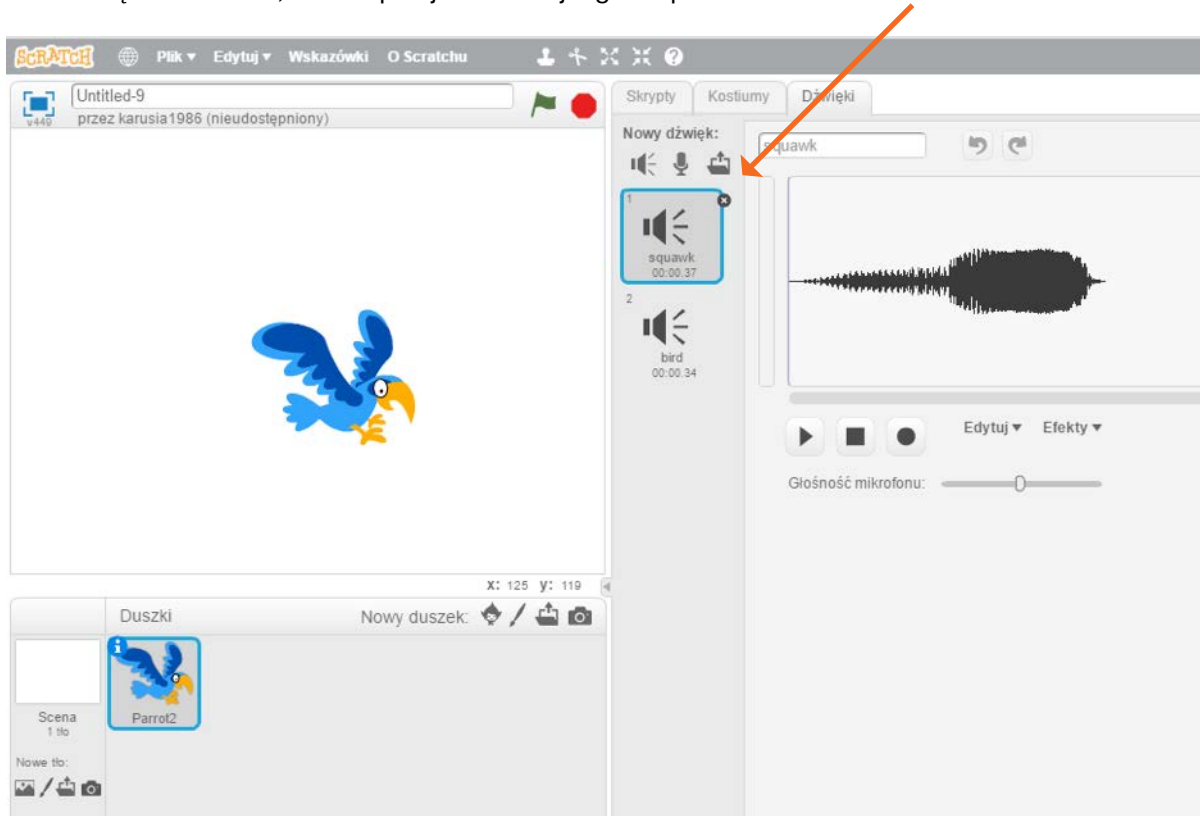 SCRATCH Plik Edytuj Wskazówki O Scratchu
Untitled-9
v449 przez karusia1986 (nieudostępniony)
Skrypty Kostiumy Dźwięki
Nowy dźwięk:
squawk
1
squawk
00:00.37
2
bird
00:00.34
Edytuj Efekty
Głośność mikrofonu:
X: 125 y: 119
Duszki Nowy duszek:
Scena
1 tło
Parrot2
Nowe tło: